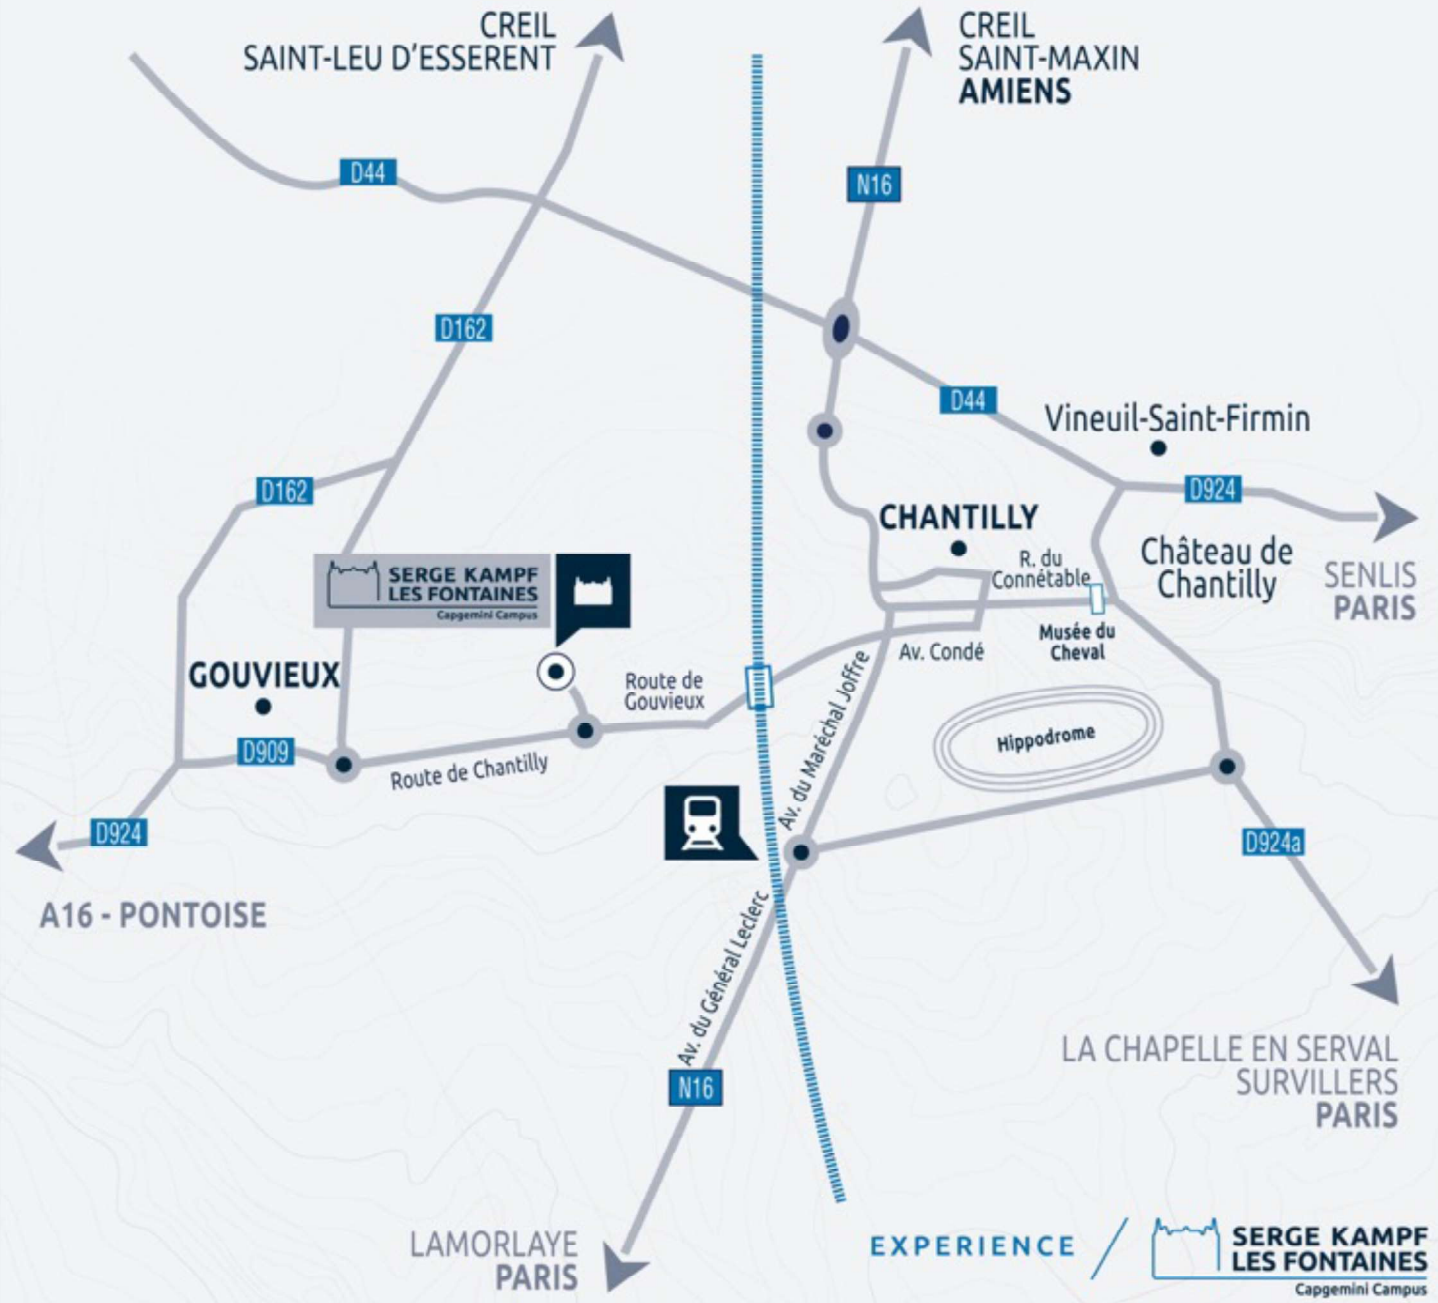 CREIL
SAINT-LEU D'ESSERENT
CREIL
SAINT-MAXIN
AMIENS
D44
N16
D162
D44
Vineuil-Saint-Firmin
D162
D924
CHANTILLY
R. du
Connétable
Château de
Chantilly
SENLIS
PARIS
SERGE KAMPF
LES FONTAINES
Capgemini Campus
Musée du
Cheval
Av. Condé
GOUVIEUX
Route de
Gouvieux
Av. du Maréchal Joffre
Hippodrome
D909
Route de Chantilly
D924
D924a
A16 - PONTOISE
Av. du Général Leclerc
N16
LA CHAPELLE EN SERVAL
SURVILLERS
PARIS
LAMORLAYE
PARIS
EXPERIENCE
SERGE KAMPF
LES FONTAINES
Capgemini Campus